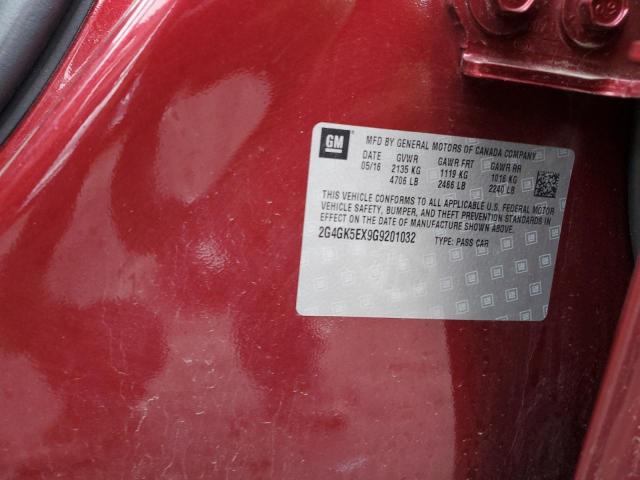 GM
MFD BY GENERAL MOTORS OF CANADA COMPANY
DATE GVWR GAWR FRT GAWR RR
05/16 2135 KG 1119 KG 1016 KG
4706 LB 2466 LB 2240 LB
THIS VEHICLE CONFORMS TO ALL APPLICABLE U.S. FEDERAL MOTOR
VEHICLE SAFETY, BUMPER, AND THEFT PREVENTION STANDARDS IN
EFFECT ON THE DATE OF MANUFACTURE SHOWN ABOVE.
2G4GK5EX9G9201032 TYPE: PASS CAR